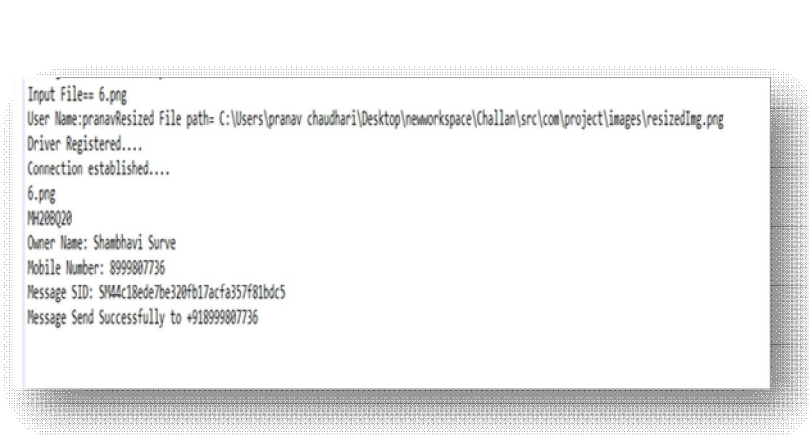 Input File== 6.png
User Name:pranavResized File path= C:\Users\pranav chaudhari\Desktop\newworkspace\Challan\src\com\project\images\resizedImg.png
Driver Registered....
Connection established....
6.png
MH20BQ20
Owner Name: Shambhavi Surve
Mobile Number: 8999807736
Message SID: SM44c18ede7be320fb17acfa357f81bdc5
Message Send Successfully to +918999807736